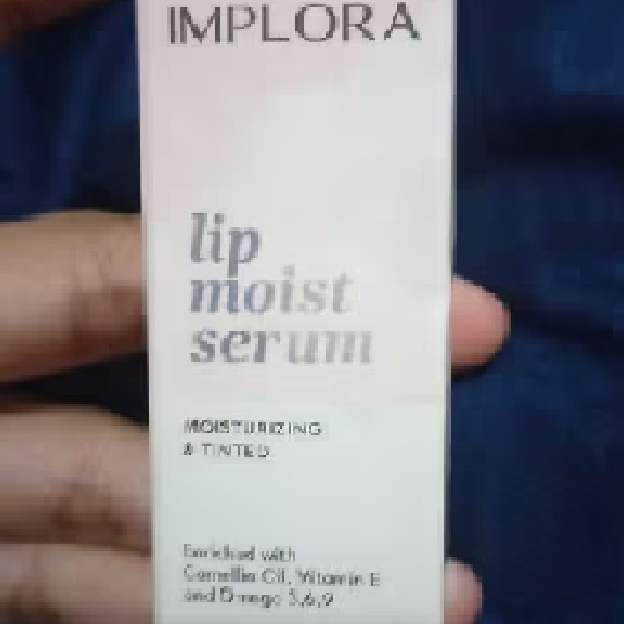 IMPLORA
lip
moist
serum
MOISTURIZING
& TINTED
Enriched with
Camellia Oil, Vitamin E
and Omega 3,6,9